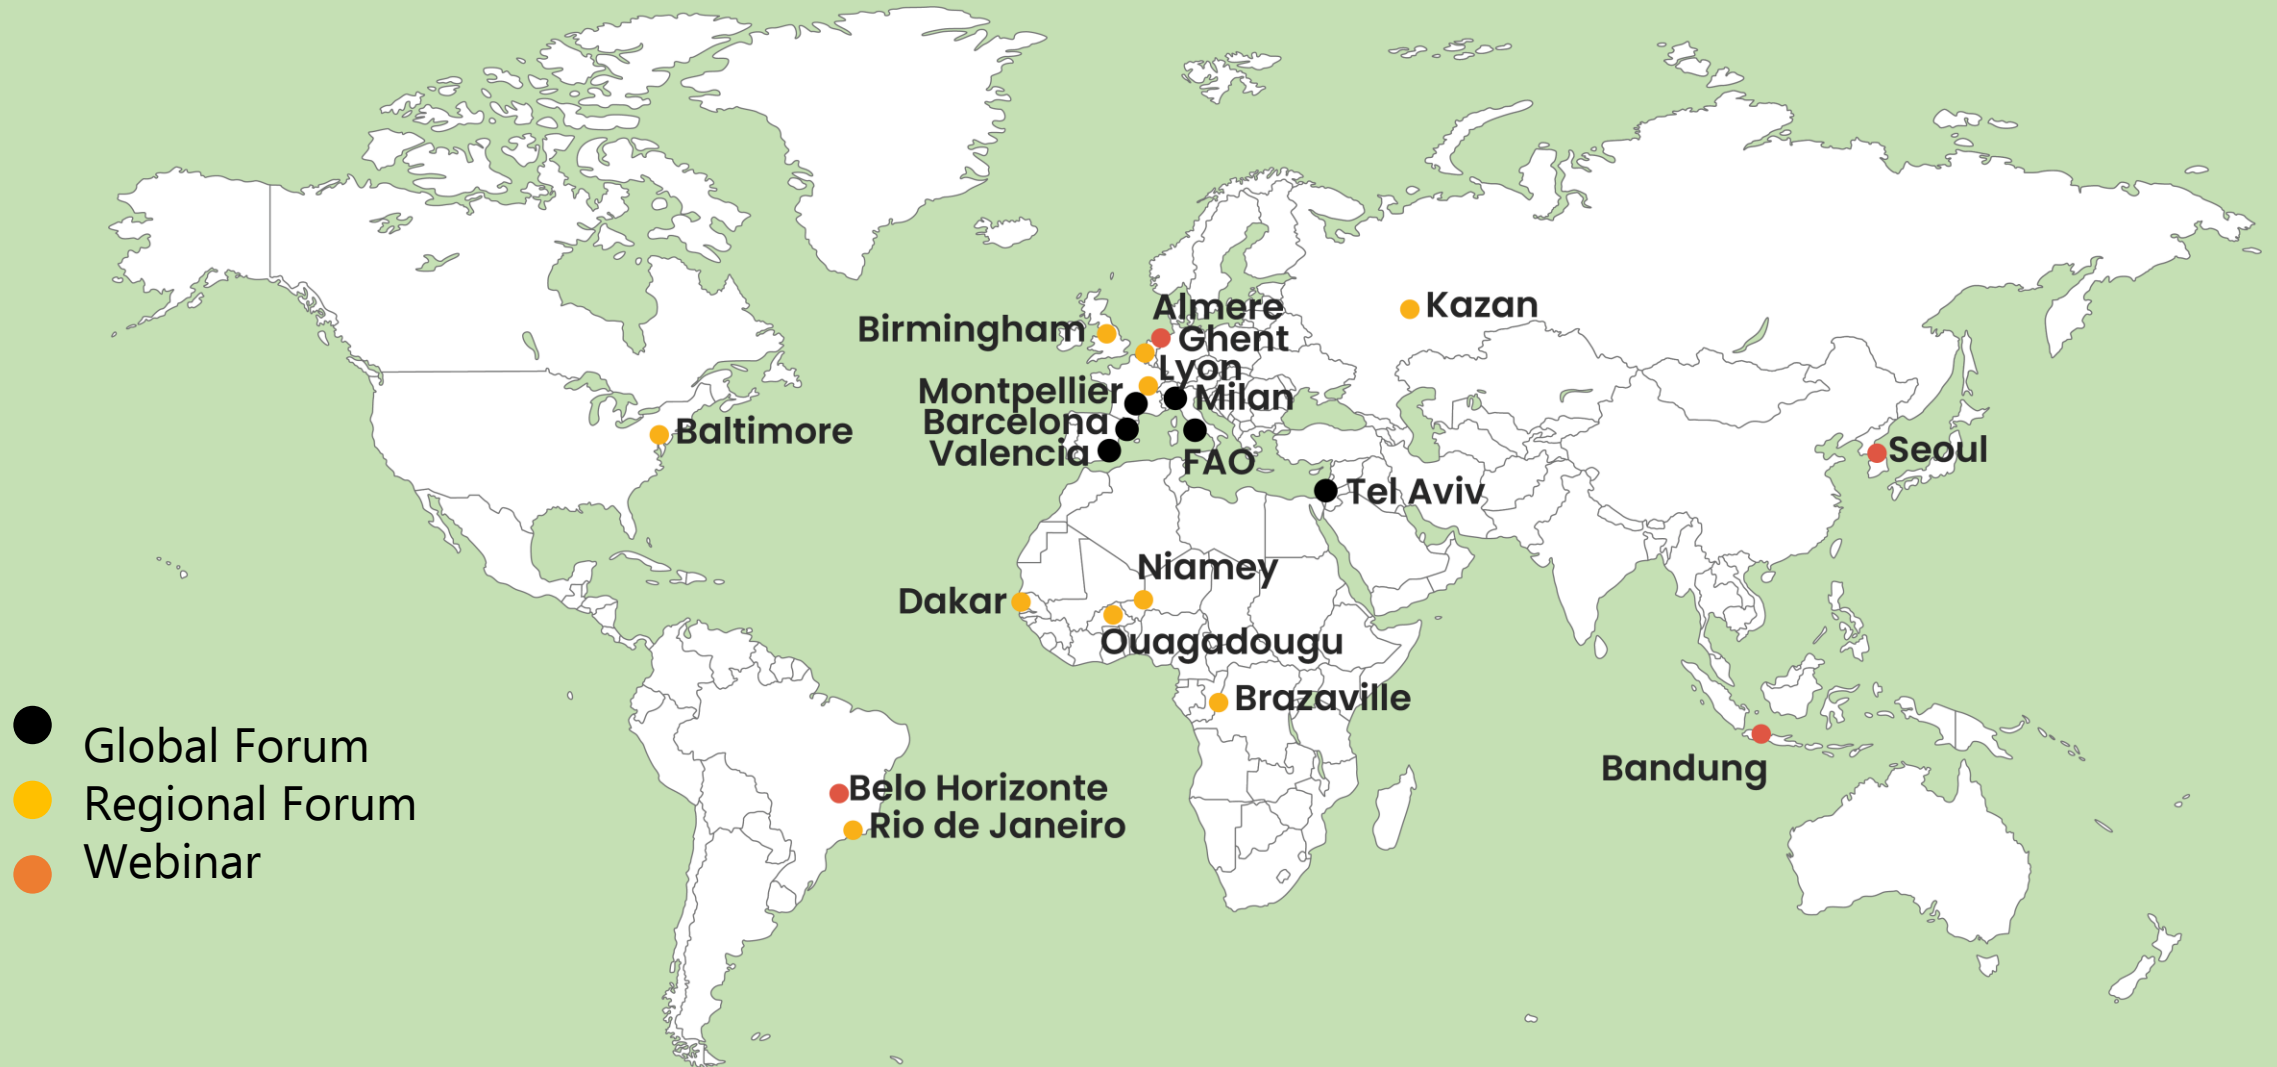 Almere
Kazan
Birmingham
Ghent
Lyon
Montpellier
Milan
Barcelona
Baltimore
Valencia
FAO
Seoul
Tel Aviv
Niamey
Dakar
Ouagadougu
Brazaville
Global Forum
Bandung
Belo Horizonte
Regional Forum
Rio de Janeiro
Webinar